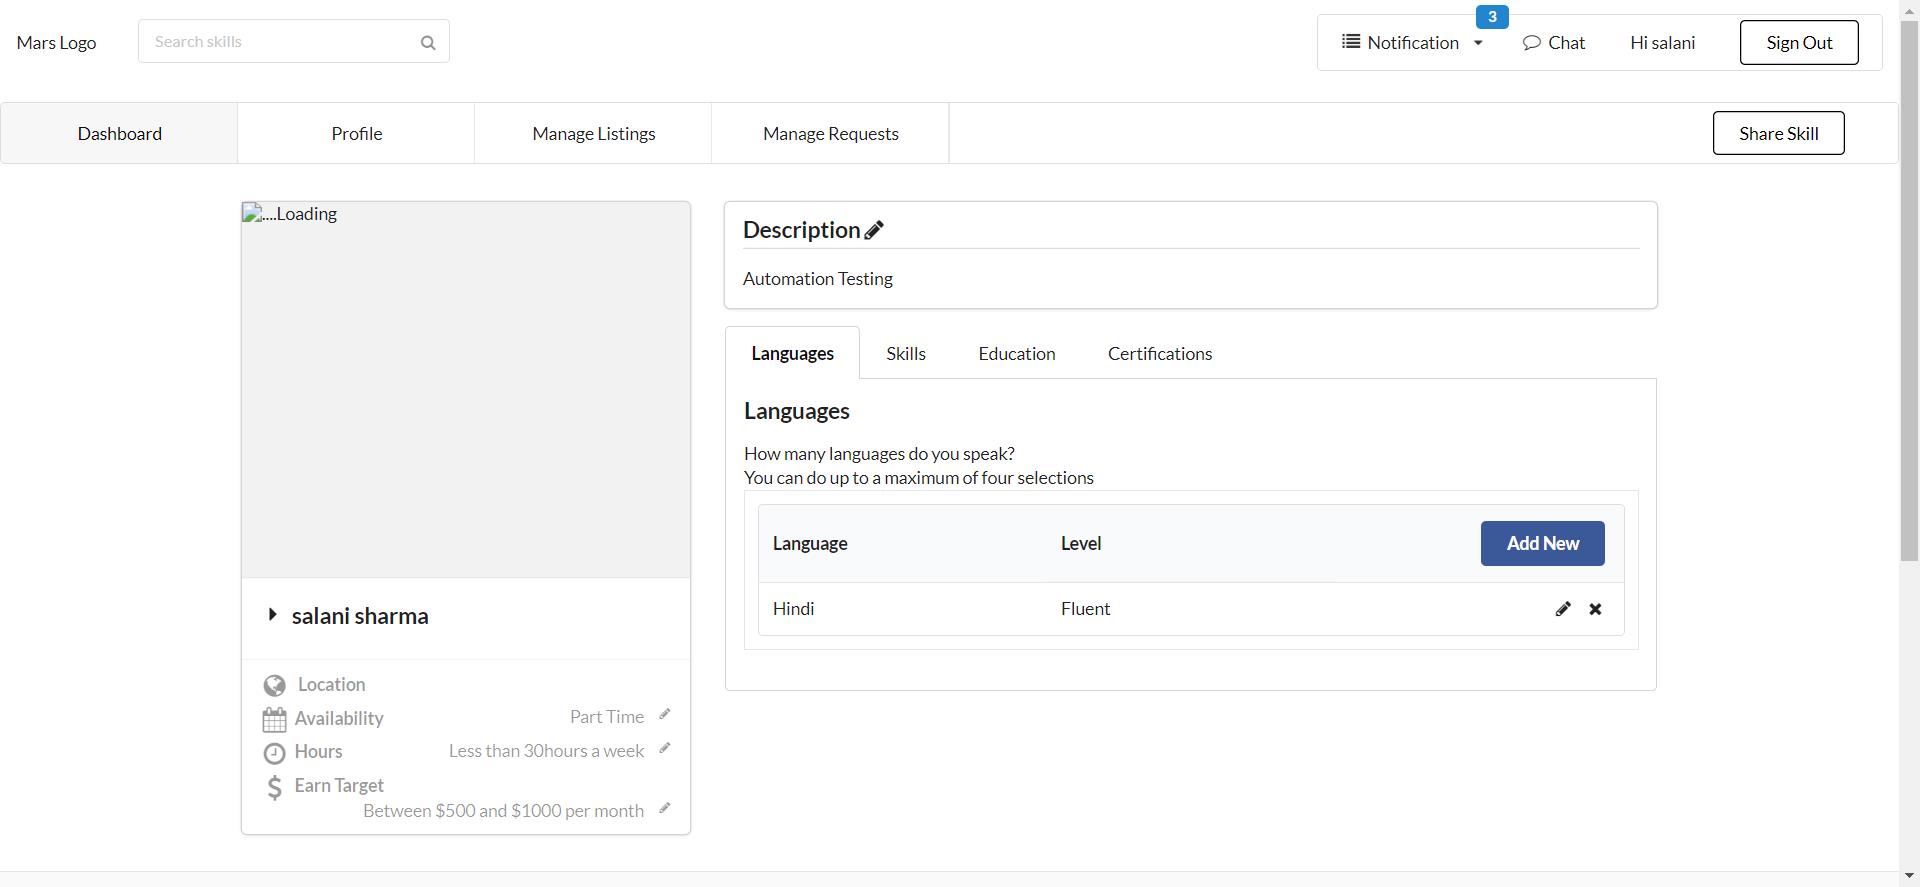 Mars Logo
Search skills
3
Notification
Chat
Hi salani
Sign Out
Dashboard
Profile
Manage Listings
Manage Requests
Share Skill
....Loading
salani sharma
Location
Availability
Part Time
Hours
Less than 30hours a week
Earn Target
Between $500 and $1000 per month
Description
Automation Testing
Languages
Skills
Education
Certifications
Languages
How many languages do you speak?
You can do up to a maximum of four selections
Language
Level
Add New
Hindi
Fluent